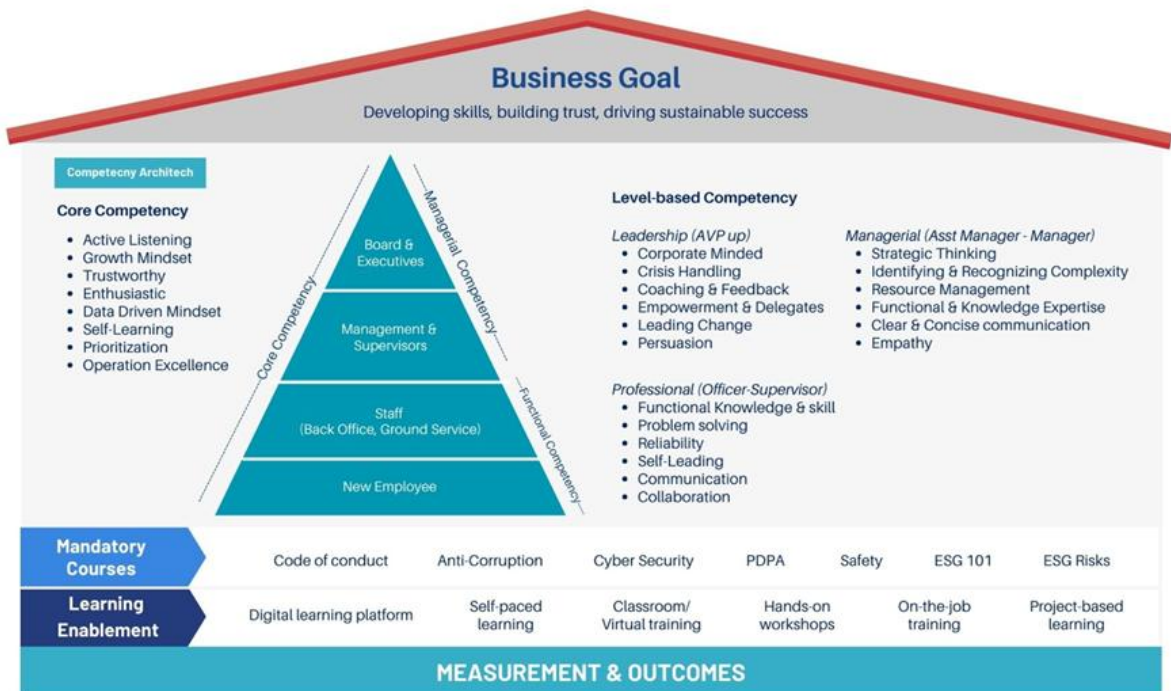 Business Goal
Developing skills, building trust, driving sustainable success
Competecny Architech
Core Competency
• Active Listening
• Growth Mindset
• Trustworthy
• Enthusiastic
• Data Driven Mindset
• Self-Learning
• Prioritization
• Operation Excellence
Core Competency
Managerial Competency
Functional Competency
Board &
Executives
Management &
Supervisors
Staff
(Back Office, Ground Service)
New Employee
Level-based Competency
Leadership (AVP up)
• Corporate Minded
• Crisis Handling
• Coaching & Feedback
• Empowerment & Delegates
• Leading Change
• Persuasion
Managerial (Asst Manager - Manager)
• Strategic Thinking
• Identifying & Recognizing Complexity
• Resource Management
• Functional & Knowledge Expertise
• Clear & Concise communication
• Empathy
Professional (Officer-Supervisor)
• Functional Knowledge & skill
• Problem solving
• Reliability
• Self-Leading
• Communication
• Collaboration
Mandatory
Courses
Code of conduct
Anti-Corruption
Cyber Security
PDPA
Safety
ESG 101
ESG Risks
Learning
Enablement
Digital learning platform
Self-paced
learning
Classroom/
Virtual training
Hands-on
workshops
On-the-job
training
Project-based
learning
MEASUREMENT & OUTCOMES